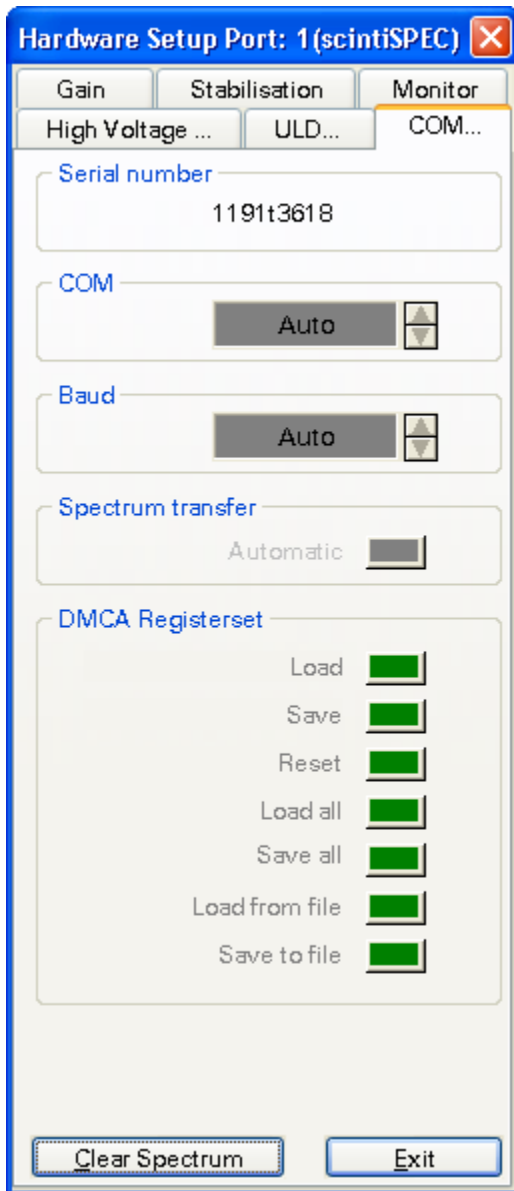 Hardware Setup Port: 1(scintiSPEC)
Gain Stabilisation Monitor
High Voltage ... ULD... COM...
Serial number
1191t3618
COM
Auto
Baud
Auto
Spectrum transfer
Automatic
DMCA Registerset
Load
Save
Reset
Load all
Save all
Load from file
Save to file
Clear Spectrum Exit